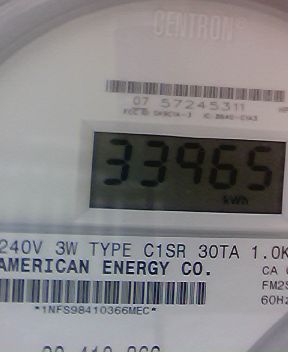 CENTRON®
07 57245311
33965
kWh
240V 3W TYPE C1SR 30TA 1.0K
AMERICAN ENERGY CO.
CA
FM2S
60Hz
*1NFS98410366MEC*